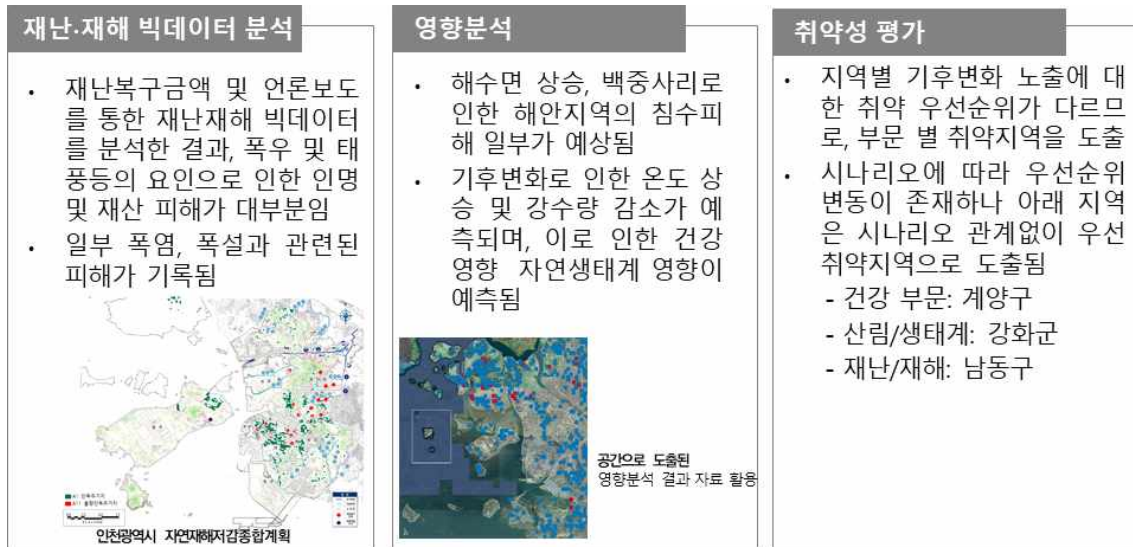 재난·재해 빅데이터 분석
• 재난복구금액 및 언론보도
를 통한 재난재해 빅데이터
를 분석한 결과, 폭우 및 태
풍등의 요인으로 인한 인명
및 재산 피해가 대부분임
• 일부 폭염, 폭설과 관련된
피해가 기록됨
인천광역시 자연재해저감종합계획
영향분석
• 해수면 상승, 백중사리로
인한 해안지역의 침수피
해 일부가 예상됨
• 기후변화로 인한 온도 상
승 및 강수량 감소가 예
측되며, 이로 인한 건강
영향 자연생태계 영향이
예측됨
공간으로 도출된
영향분석 결과 자료 활용
취약성 평가
• 지역별 기후변화 노출에 대
한 취약 우선순위가 다르므
로, 부문 별 취약지역을 도출
• 시나리오에 따라 우선순위
변동이 존재하나 아래 지역
은 시나리오 관계없이 우선
취약지역으로 도출됨
- 건강 부문: 계양구
- 산림/생태계: 강화군
- 재난/재해: 남동구